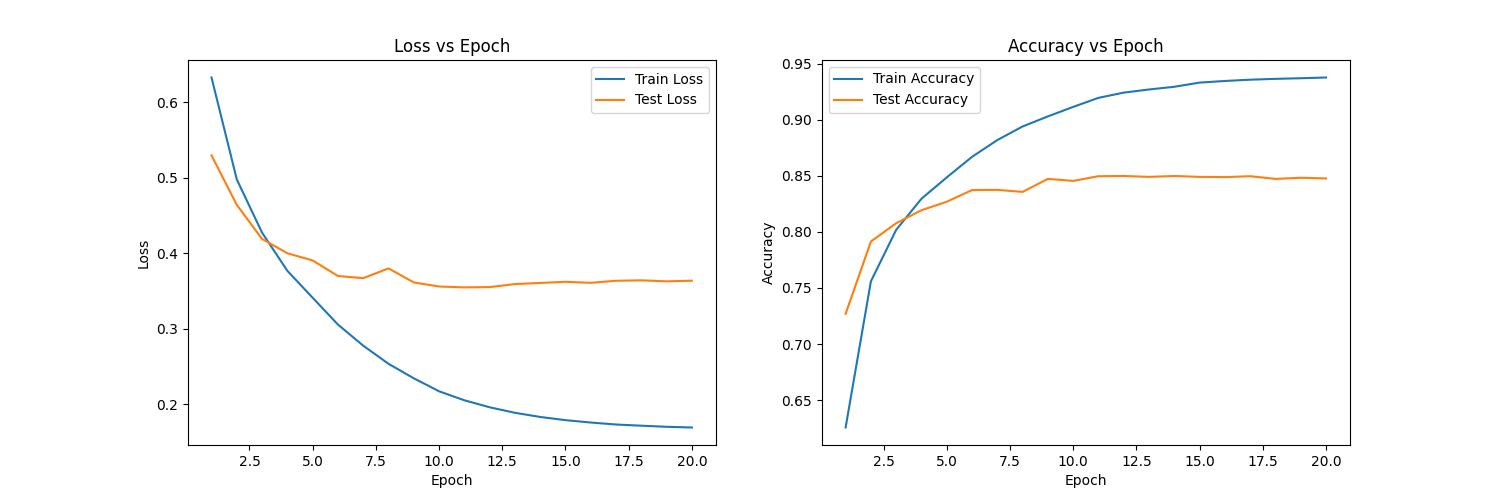 Loss vs Epoch
Train Loss
Test Loss
0.6
0.5
0.4
0.3
0.2
Loss
2.5 5.0 7.5 10.0 12.5 15.0 17.5 20.0
Epoch
Accuracy vs Epoch
Train Accuracy
Test Accuracy
0.95
0.90
0.85
0.80
0.75
0.70
0.65
Accuracy
2.5 5.0 7.5 10.0 12.5 15.0 17.5 20.0
Epoch